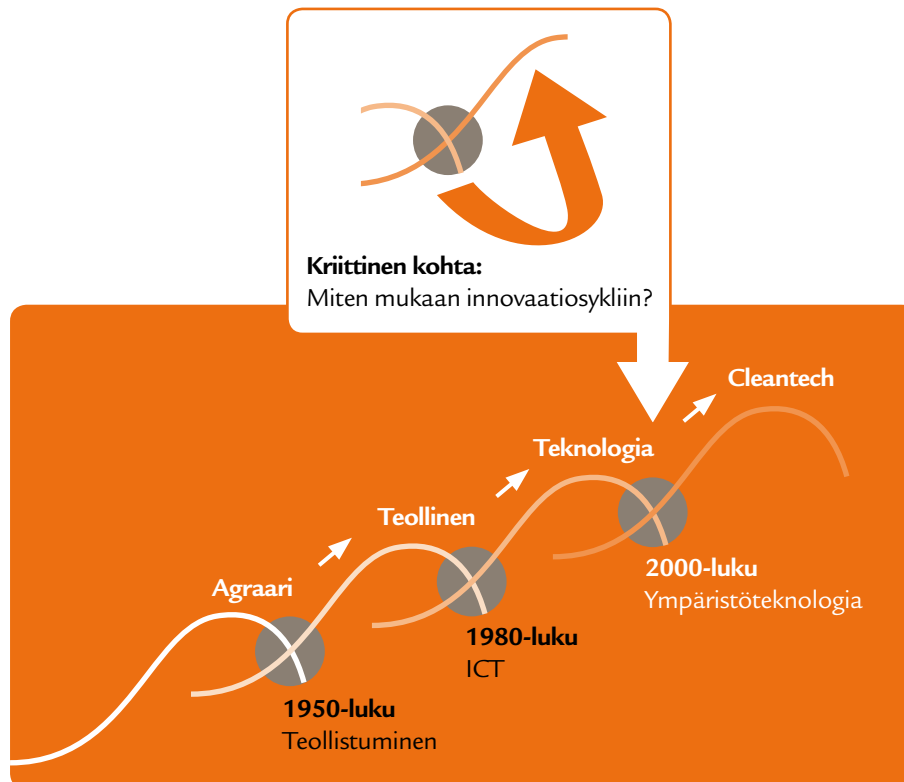 Kriittinen kohta:
Miten mukaan innovaatiosykliin?
Cleantech
Teknologia
Teollinen
Agraari
2000-luku
Ympäristöteknologia
1980-luku
ICT
1950-luku
Teollistuminen